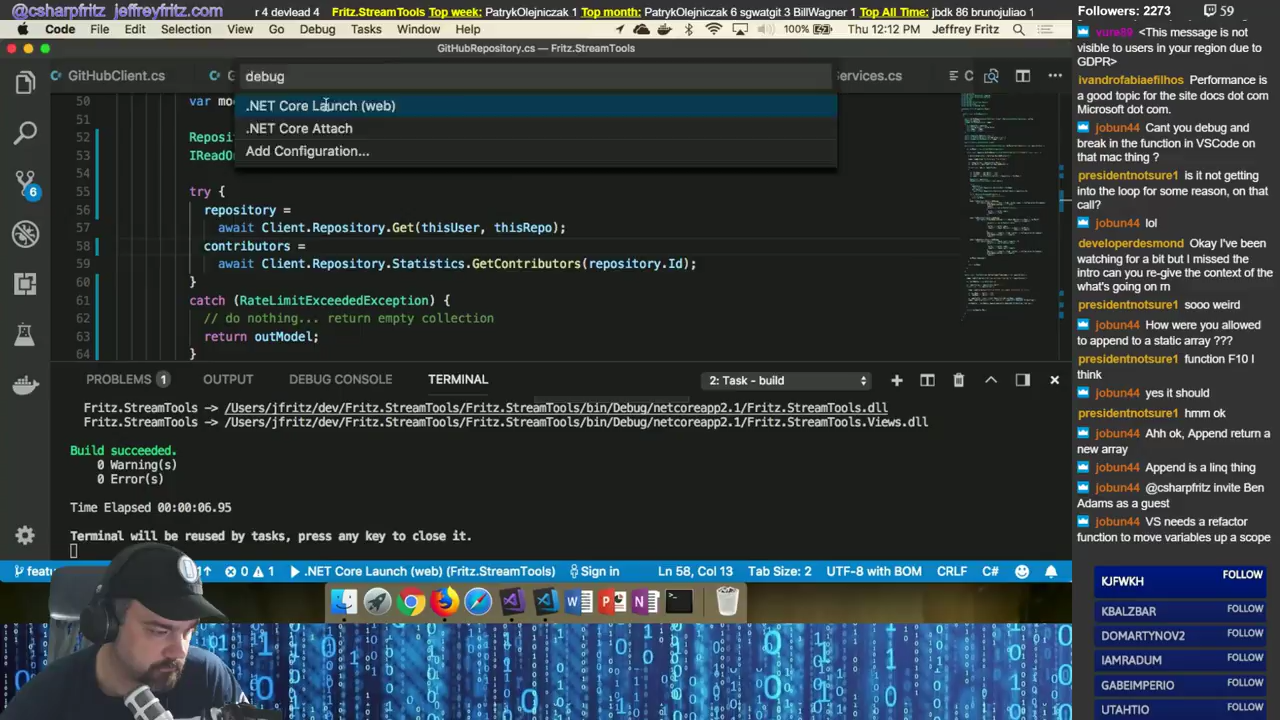 @csharpfritz jeffreyfritz.com
r 4 devlead 4 Fritz.StreamTools Top week: PatrykOlejniczak 1 Top month: PatrykOlejniczak 6 sgwatgit 3 BillWagner 1 Top All Time: jbdk 86 brunojuliao 1
Followers: 2273
59
Code File Edit Selection View Go Debug Tasks Window Help
100% Thu 12:12 PM Jeffrey Fritz
GitHubRepository.cs — Fritz.StreamTools
GitHubClient.cs
debug
Services.cs
.NET Core Launch (web)
.NET Core Attach
50 var
51
52
53
54
55 try {
56 repository =
57 await Client.Repository.Get(thisUser, thisRepo);
58 contributors =
59 await Client.Repository.Statistics.GetContributors(repository.Id);
60 }
61 catch (RateLimitExceededException) {
62 // do nothing... return empty collection
63 return outModel;
64 }
PROBLEMS 1 OUTPUT DEBUG CONSOLE TERMINAL
2: Task - build
Fritz.StreamTools -> /Users/jfritz/dev/Fritz.StreamTools/Fritz.StreamTools/bin/Debug/netcoreapp2.1/Fritz.StreamTools.dll
Fritz.StreamTools -> /Users/jfritz/dev/Fritz.StreamTools/Fritz.StreamTools/bin/Debug/netcoreapp2.1/Fritz.StreamTools.Views.dll
Build succeeded.
0 Warning(s)
0 Error(s)
Time Elapsed 00:00:06.95
Terminal will be reused by tasks, press any key to close it.
6
1↑ 0 1 .NET Core Launch (web) (Fritz.StreamTools) Sign in Ln 58, Col 13 Tab Size: 2 UTF-8 with BOM CRLF C#
vure89 <This message is
not visible to users in your region due to
GDPR>
ivandrofabiaefilhos Performance is
a good topic for the site docs dot com
Microsoft dot com.
jobun44 Cant you debug and
break in the reposn in VSCode on
that mac thing
presidentnotsure1 Is it not getting
into the loop for some reason, or the
call?
jobun44 lol
developerdesmond Okay I've been
watching for a bit but I missed the
intro can you re-give the context of the
what's going on?
presidentnotsure1 sooo weird
jobun44 How were you allowed
to append to a static array ???
presidentnotsure1 function F10 I
think
jobun44 yes it should
presidentnotsure1 hmm ok
jobun44 Ahh ok, Append return a
new array
jobun44 Append is a linq thing
jobun44 @csharpfritz invite Ben
Adams as a guest
jobun44 VS needs a refactor
function to move variables up a scope
KJFWKH FOLLOW
KBALZBAR FOLLOW
DOMARTYNOV2 FOLLOW
IAMRADUM FOLLOW
GABEIMPERIO FOLLOW
UTAHTIO FOLLOW